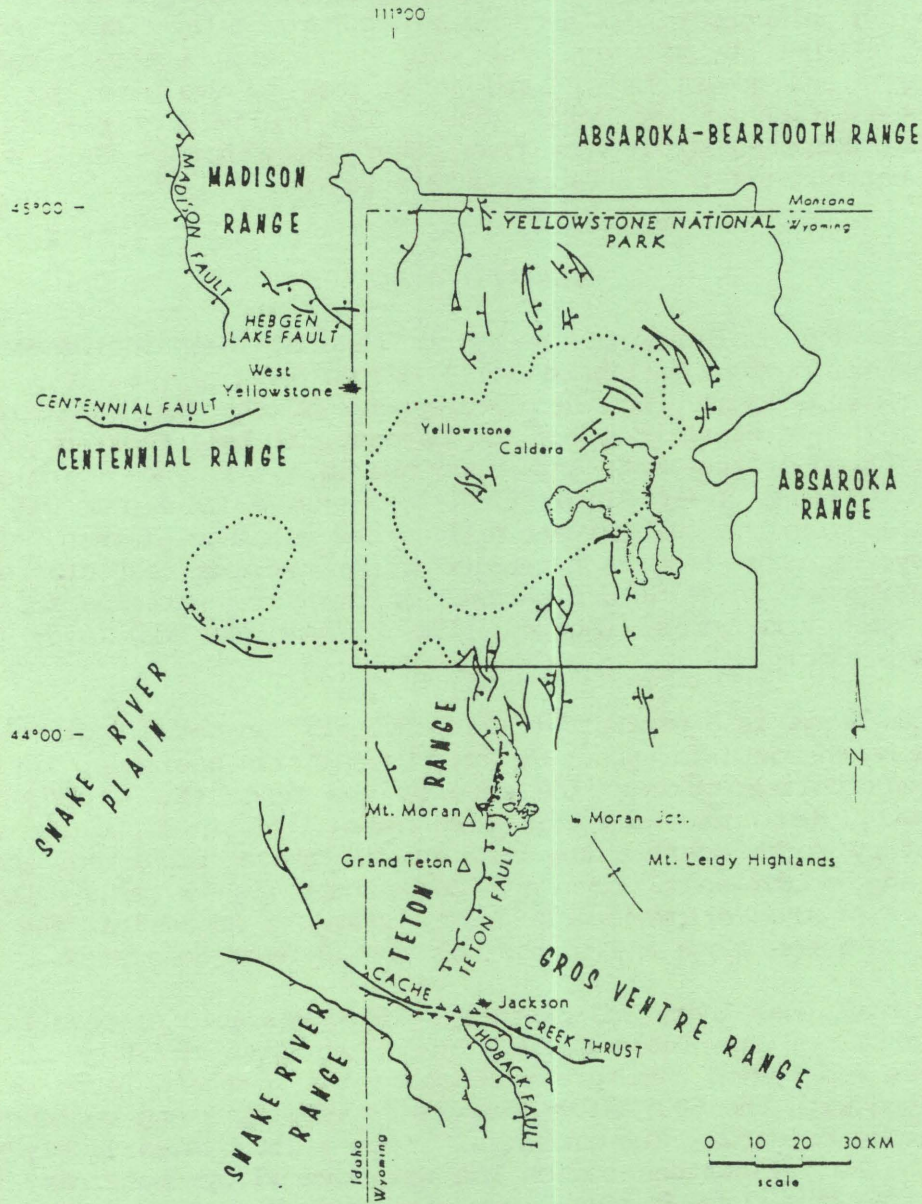 111°00
ABSAROKA-BEARTOOTH RANGE
MADISON
RANGE
MADISON FAULT
45°00
Montana
Wyoming
YELLOWSTONE NATIONAL
PARK
HEBGEN
LAKE FAULT
West
Yellowstone
CENTENNIAL FAULT
CENTENNIAL RANGE
Yellowstone
Caldera
ABSAROKA
RANGE
SNAKE RIVER
PLAIN
44°00
N
TETON RANGE
Mt. Moran
Moran Jct.
Grand Teton
Mt. Leidy Highlands
TETON FAULT
GROS VENTRE RANGE
CACHE
Jackson
CREEK THRUST
HOBACK FAULT
SNAKE RIVER
RANGE
Idaho
Wyoming
0 10 20 30 KM
scale